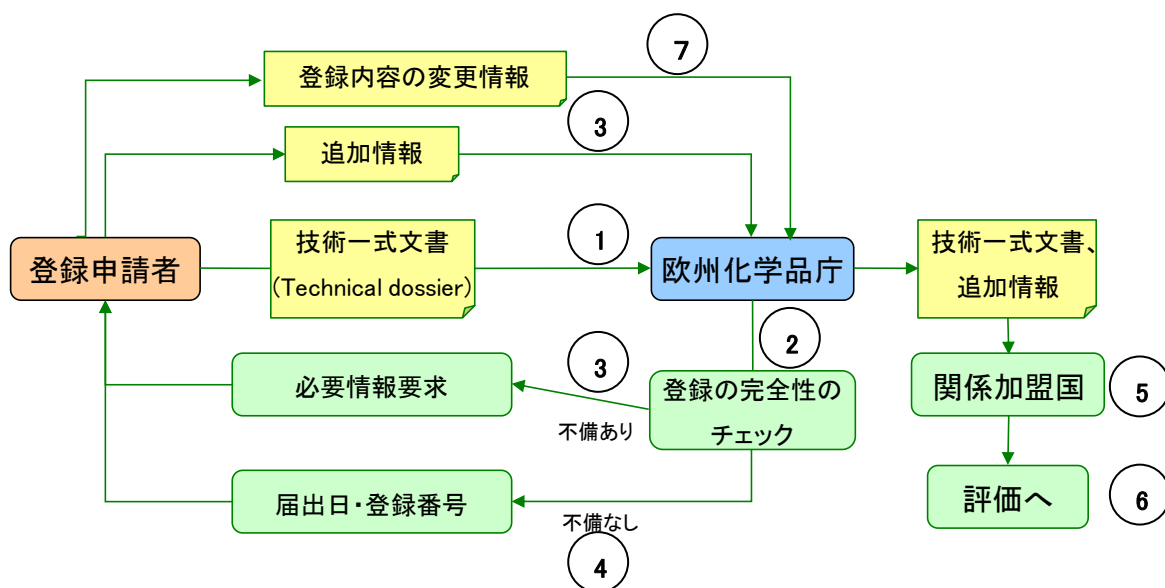 ⑦
登録内容の変更情報
③
追加情報
①
技術一式文書
(Technical dossier)
登録申請者
欧州化学品庁
技術一式文書、
追加情報
②
③
必要情報要求
不備あり
登録の完全性の
チェック
関係加盟国
⑤
届出日・登録番号
不備なし
④
評価へ
⑥